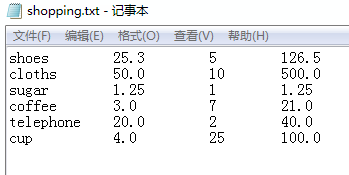 shopping.txt - 记事本
文件(F) 编辑(E) 格式(O) 查看(V) 帮助(H)
shoes 25.3 5 126.5
cloths 50.0 10 500.0
sugar 1.25 1 1.25
coffee 3.0 7 21.0
telephone 20.0 2 40.0
cup 4.0 25 100.0